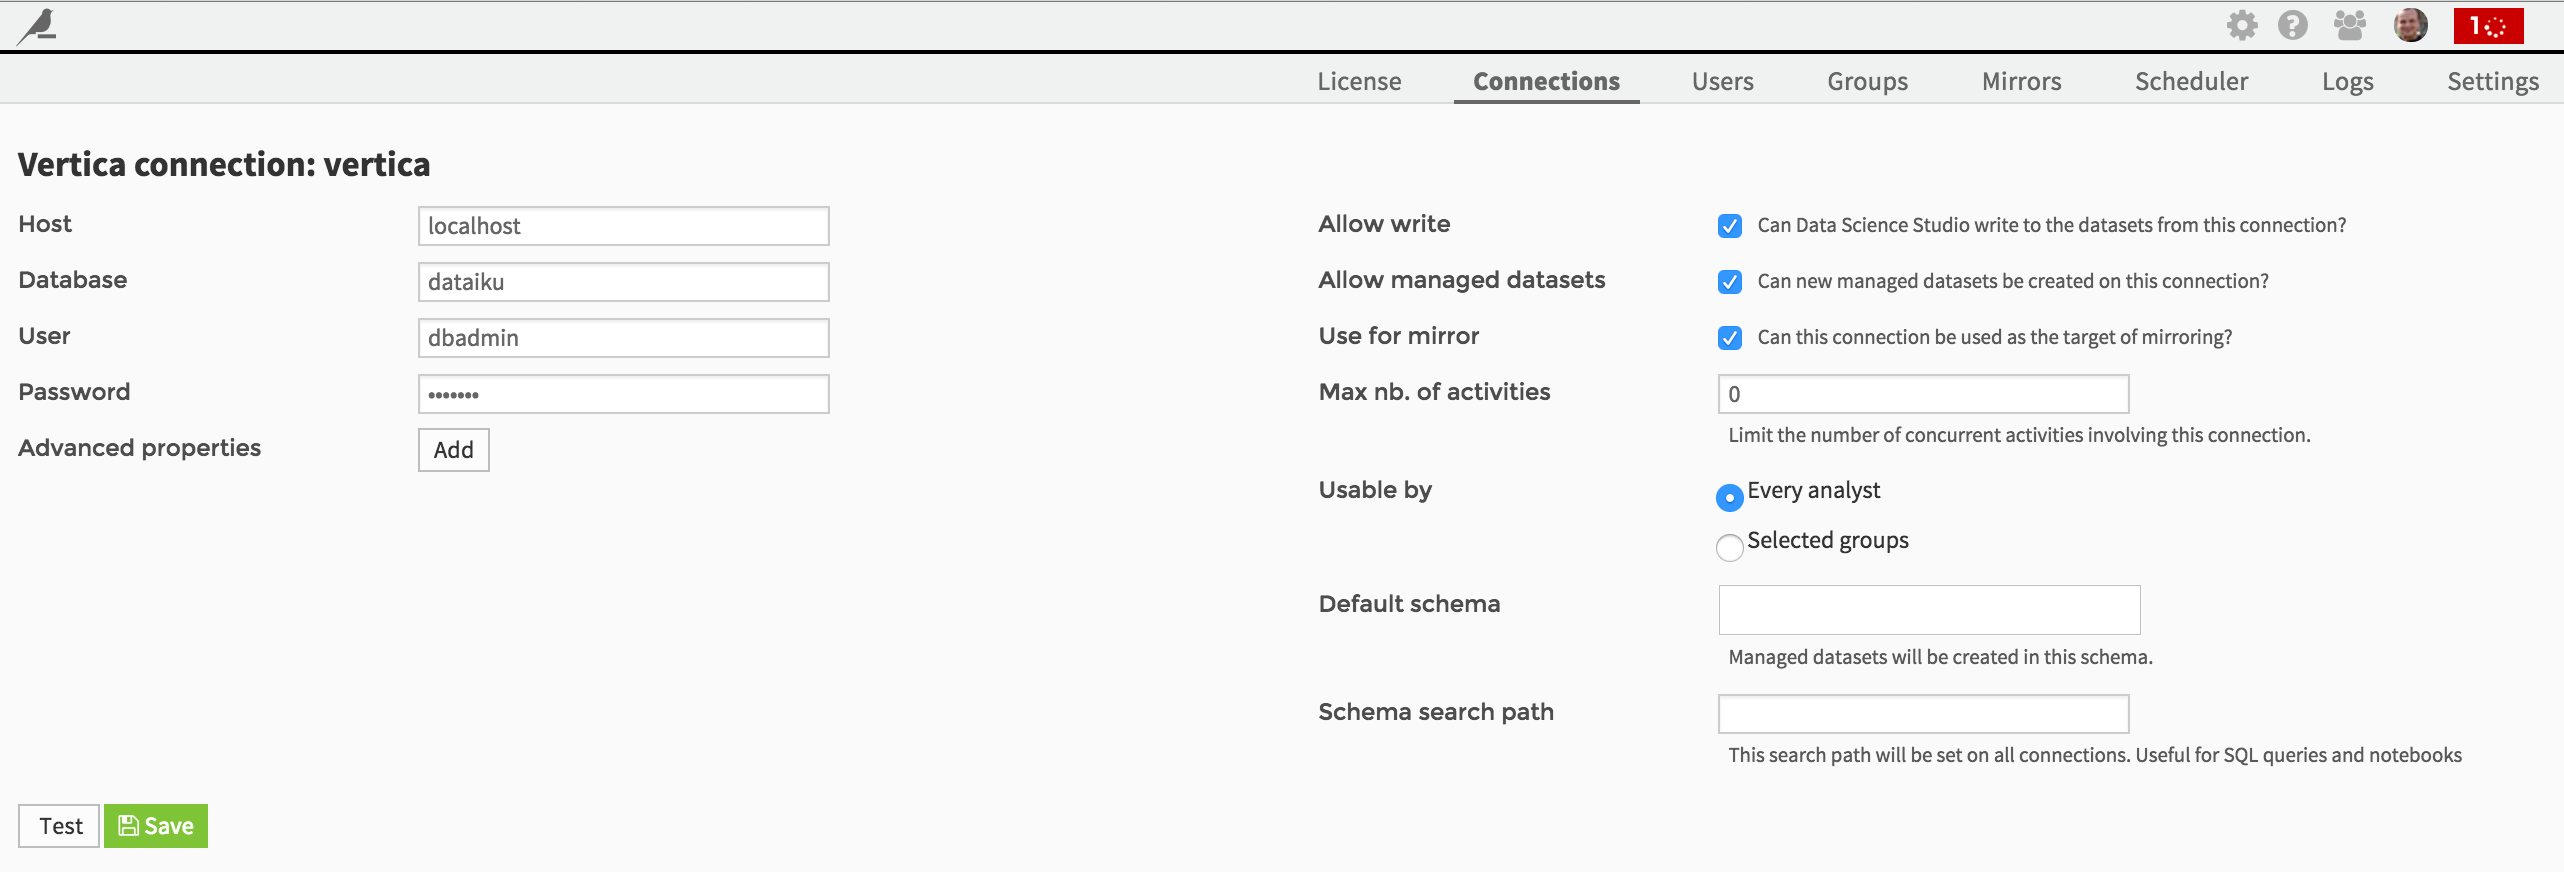 1
License Connections Users Groups Mirrors Scheduler Logs Settings
Vertica connection: vertica
Host localhost
Database dataiku
User dbadmin
Password •••••••
Advanced properties Add
Allow write Can Data Science Studio write to the datasets from this connection?
Allow managed datasets Can new managed datasets be created on this connection?
Use for mirror Can this connection be used as the target of mirroring?
Max nb. of activities 0
Limit the number of concurrent activities involving this connection.
Usable by Every analyst
Selected groups
Default schema
Managed datasets will be created in this schema.
Schema search path
This search path will be set on all connections. Useful for SQL queries and notebooks
Test Save